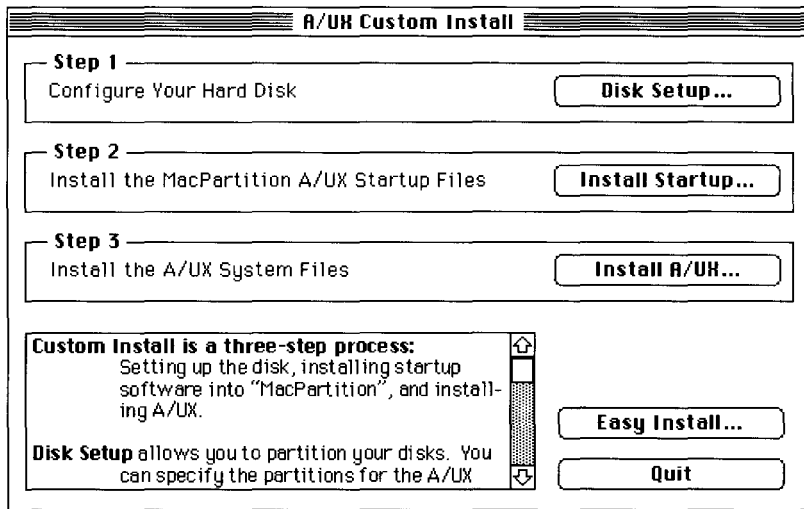 A/UX Custom Install
Step 1
Configure Your Hard Disk
Disk Setup...
Step 2
Install the MacPartition A/UX Startup Files
Install Startup...
Step 3
Install the A/UX System Files
Install A/UX...
Custom Install is a three-step process:
Setting up the disk, installing startup
software into “MacPartition”, and install-
ing A/UX.
Disk Setup allows you to partition your disks. You
can specify the partitions for the A/UX
Easy Install...
Quit